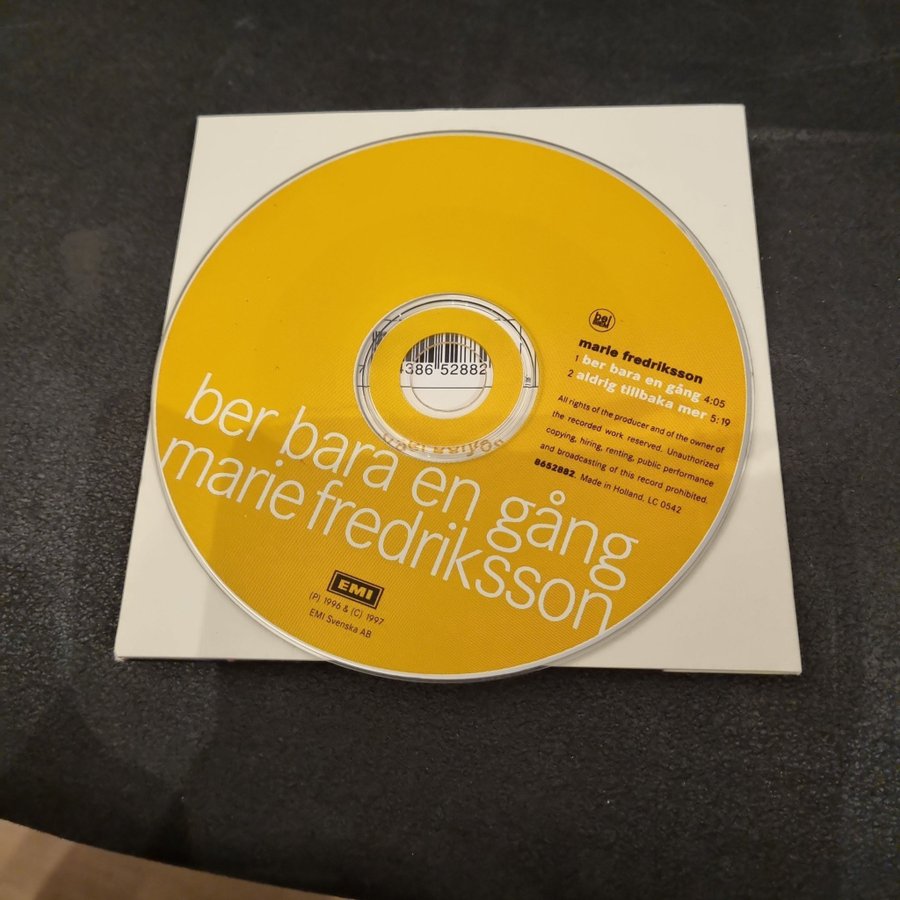 marie fredriksson
1 ber bara en gång 4:05
2 aldrig tillbaka mer 5:19
All rights of the producer and of the owner of
the recorded work reserved. Unauthorized
copying, hiring, renting, public performance
and broadcasting of this record prohibited.
8652882. Made in Holland. LC 0542
4386 52882
ber bara en gång
marie fredriksson
EMI
(P) 1996 & (C) 1997
EMI Svenska AB